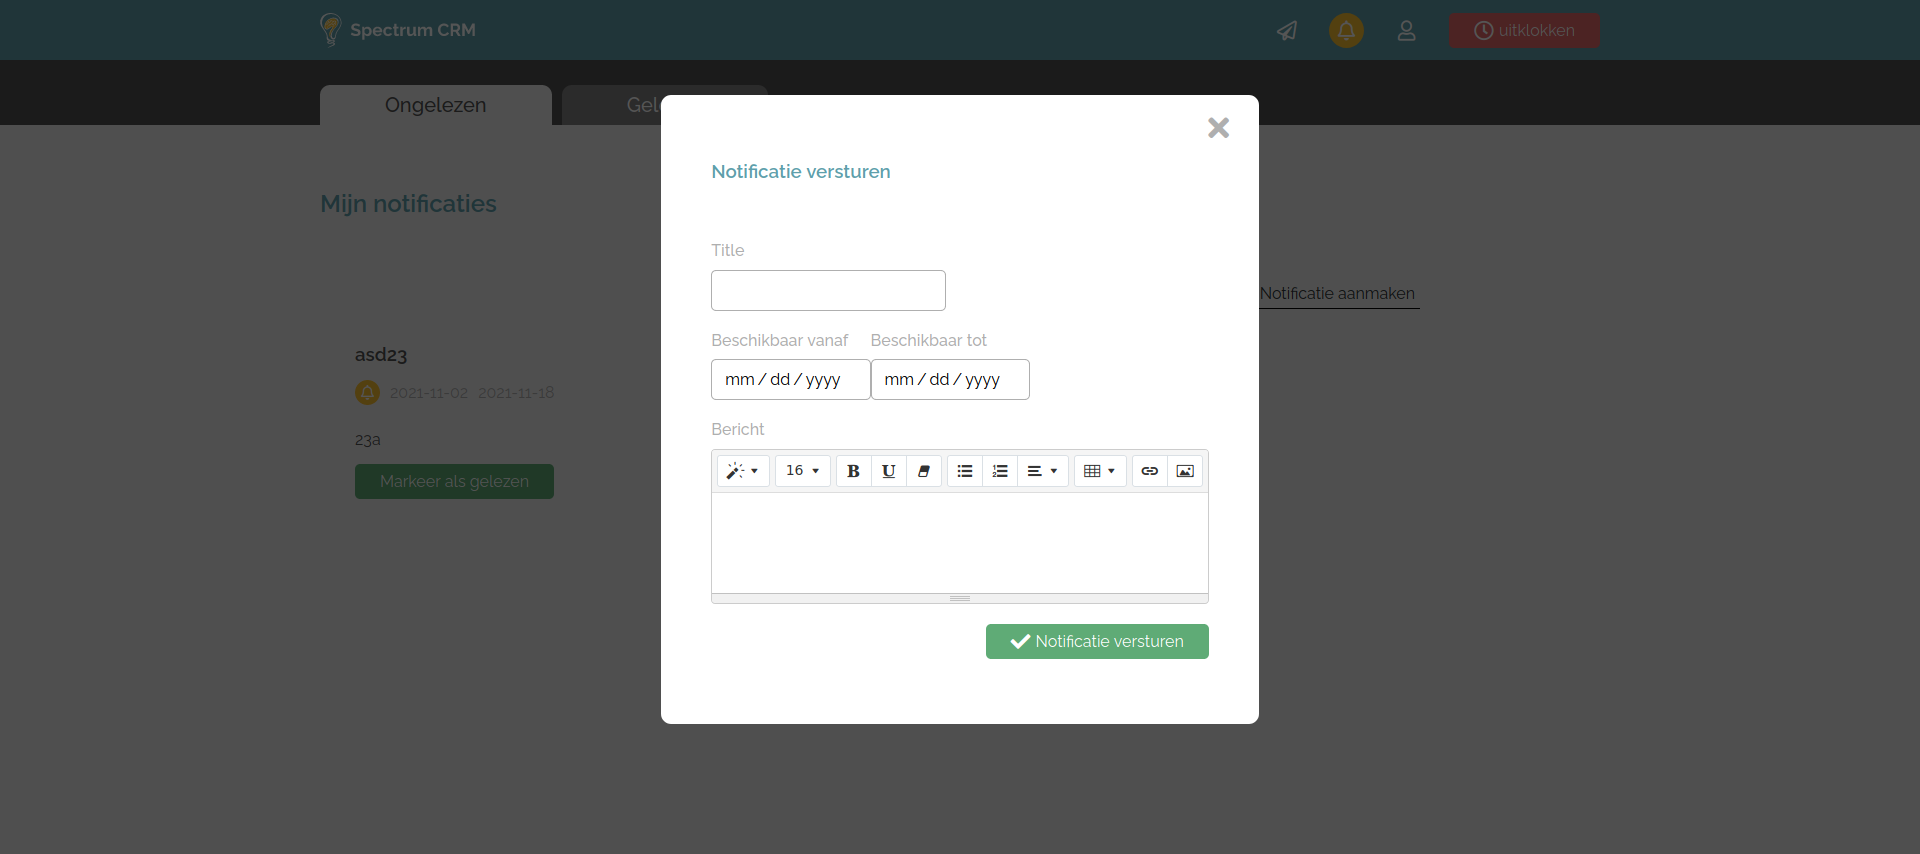 Spectrum CRM
uitklokken
Ongelezen
Gel
Notificatie versturen
Mijn notificaties
Title
Notificatie aanmaken
Beschikbaar vanaf Beschikbaar tot
asd23
mm / dd / yyyy mm / dd / yyyy
2021-11-02 2021-11-18
Bericht
23a
16 B U
Markeer als gelezen
Notificatie versturen